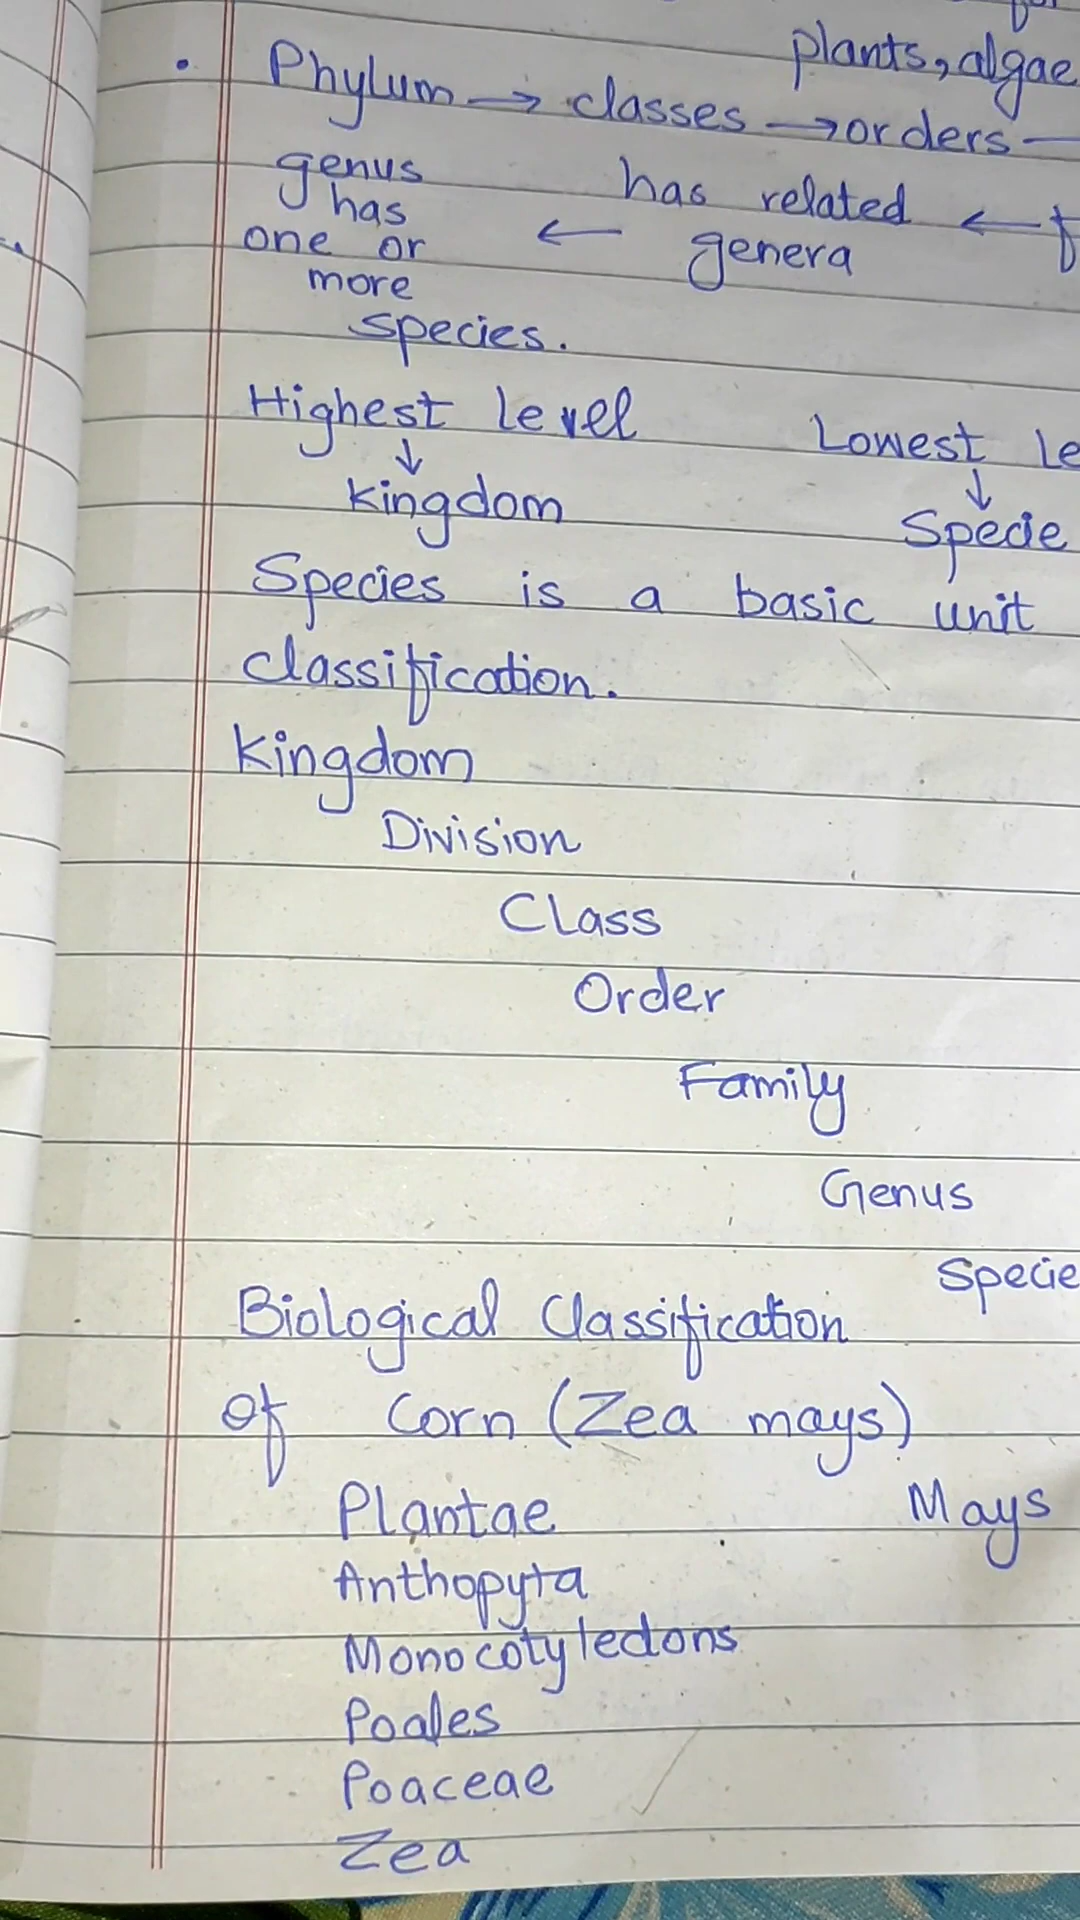 plants, algae
• Phylum → classes → orders —
genus has related ←
has
one or ← genera
more
species.
Highest Level Lowest Le
↓ ↓
Kingdom Specie
Species is a basic unit
classification.
Kingdom
Division
Class
Order
Family
Genus
Specie
Biological Classification
of Corn (Zea mays)
Plantae Mays
Anthopyta
Monocotyledons
Poales
Poaceae
Zea